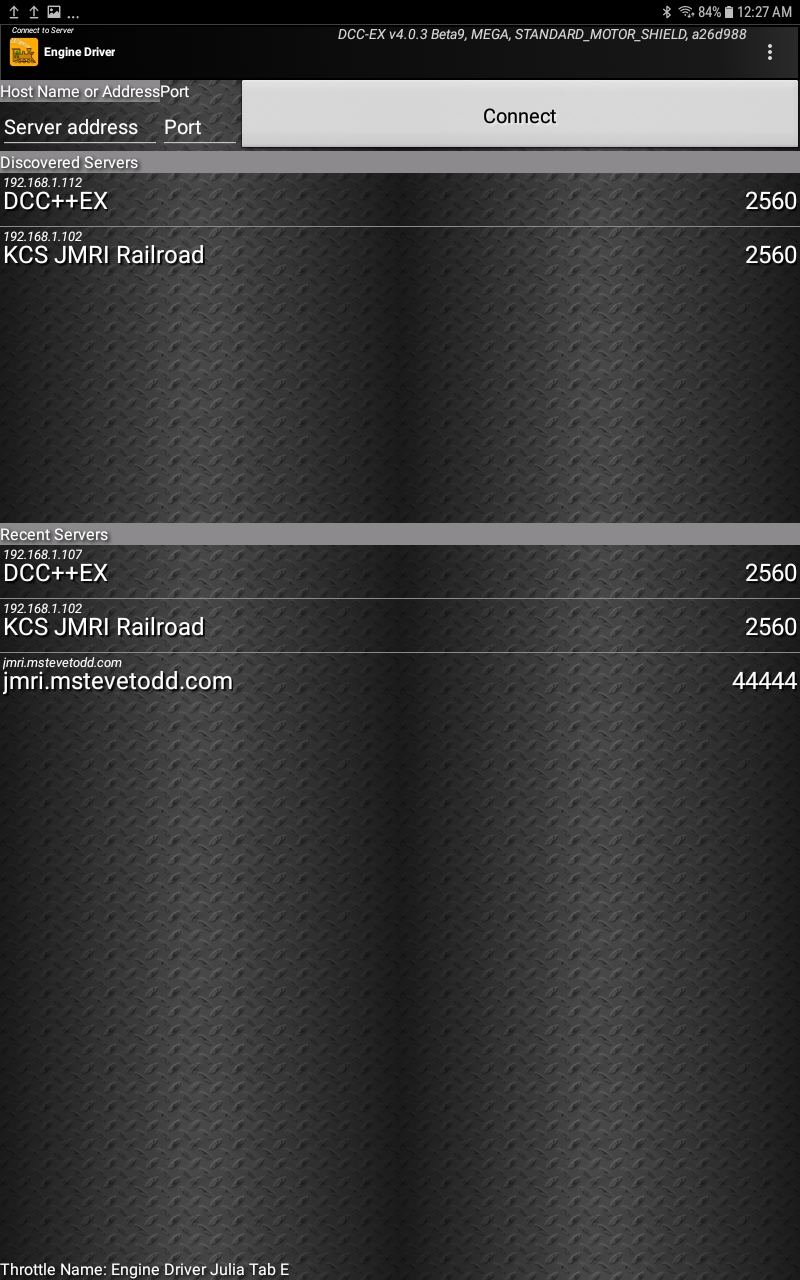 ... 84% 12:27 AM
Connect to Server
DCC-EX v4.0.3 Beta9, MEGA, STANDARD_MOTOR_SHIELD, a26d988
Engine Driver
Host Name or Address Port
Server address Port Connect
Discovered Servers
192.168.1.112
DCC++EX 2560
192.168.1.102
KCS JMRI Railroad 2560
Recent Servers
192.168.1.107
DCC++EX 2560
192.168.1.102
KCS JMRI Railroad 2560
jmri.mstevetodd.com
jmri.mstevetodd.com 44444
Throttle Name: Engine Driver Julia Tab E